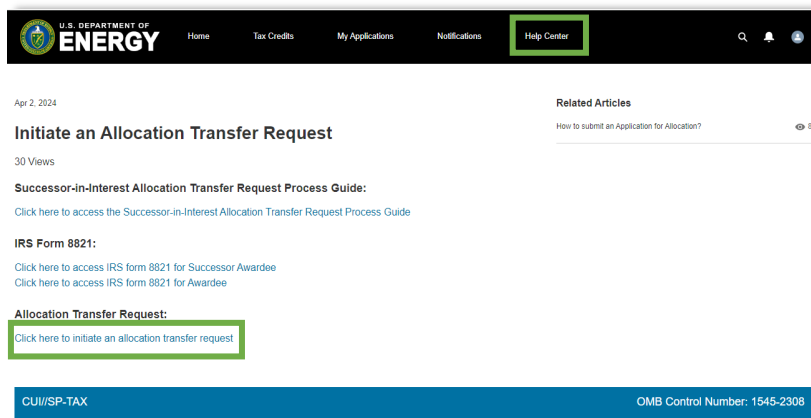 U.S. DEPARTMENT OF
ENERGY
Home Tax Credits My Applications Notifications Help Center
Apr 2, 2024
Initiate an Allocation Transfer Request
30 Views
Successor-in-Interest Allocation Transfer Request Process Guide:
Click here to access the Successor-in-Interest Allocation Transfer Request Process Guide
IRS Form 8821:
Click here to access IRS form 8821 for Successor Awardee
Click here to access IRS form 8821 for Awardee
Allocation Transfer Request:
Click here to initiate an allocation transfer request
Related Articles
How to submit an Application for Allocation?
CUI//SP-TAX OMB Control Number: 1545-2308